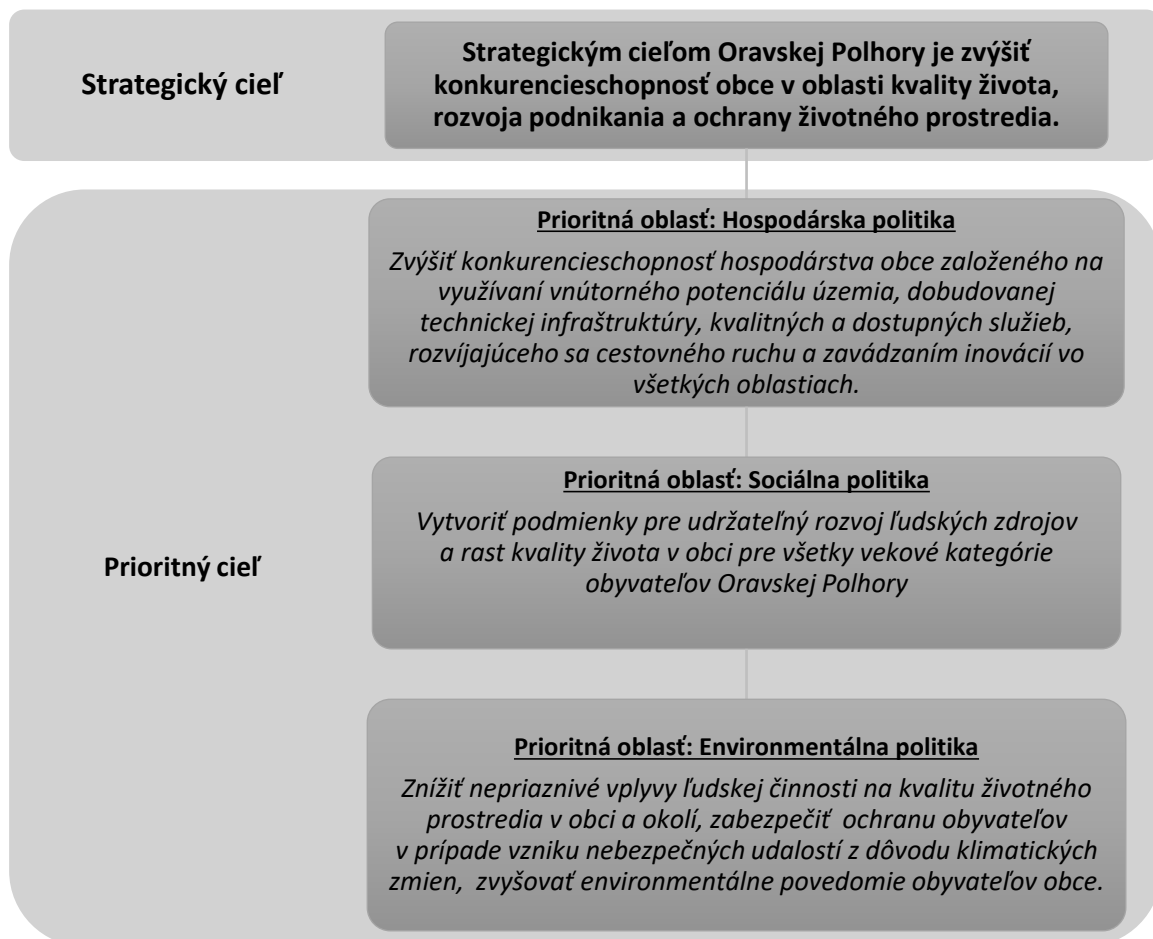 Strategický cieľ
Strategickým cieľom Oravskej Polhory je zvýšiť
konkurencieschopnosť obce v oblasti kvality života,
rozvoja podnikania a ochrany životného prostredia.
Prioritný cieľ
Prioritná oblasť: Hospodárska politika
Zvýšiť konkurencieschopnosť hospodárstva obce založeného na
využívaní vnútorného potenciálu územia, dobudovanej
technickej infraštruktúry, kvalitných a dostupných služieb,
rozvíjajúceho sa cestovného ruchu a zavádzaním inovácií vo
všetkých oblastiach.
Prioritná oblasť: Sociálna politika
Vytvoriť podmienky pre udržateľný rozvoj ľudských zdrojov
a rast kvality života v obci pre všetky vekové kategórie
obyvateľov Oravskej Polhory
Prioritná oblasť: Environmentálna politika
Znížiť nepriaznivé vplyvy ľudskej činnosti na kvalitu životného
prostredia v obci a okolí, zabezpečiť  ochranu obyvateľov
v prípade vzniku nebezpečných udalostí z dôvodu klimatických
zmien,  zvyšovať environmentálne povedomie obyvateľov obce.